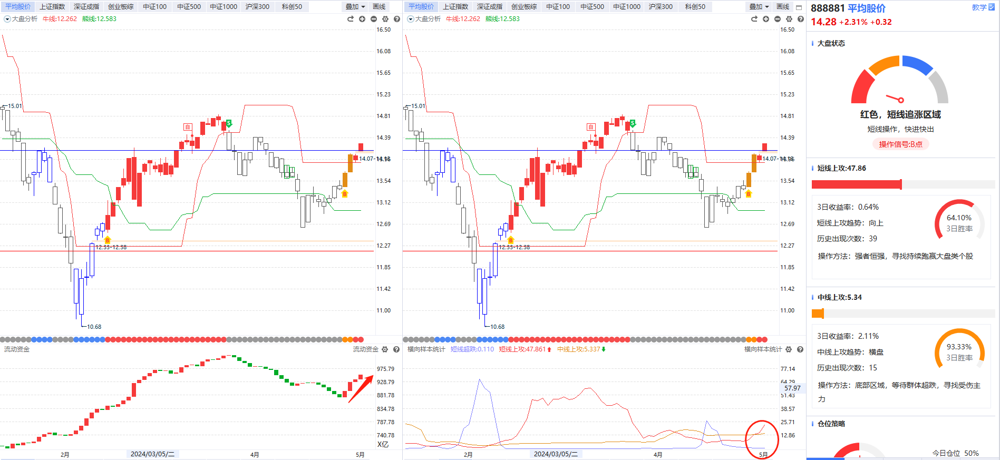 平均股价 上证指数 深证成指 创业板综 中证100 中证500 中证1000 沪深300 科创50 叠加 画线
大盘分析 牛线:12.262 熊线:12.583
16.50
16.08
15.65
15.23
14.81
14.39
13.96
13.54
13.12
12.69
12.27
11.85
11.42
11.00
15.01
自
S
14.07-14.13
B
B
12.33-12.38
10.68
流动资金 流动资金
975.79
928.79
881.78
834.78
787.78
740.78
X亿
2月 2024/03/05/二 4月 5月
平均股价 上证指数 深证成指 创业板综 中证100 中证500 中证1000 沪深300 科创50 叠加 画线
大盘分析 牛线:12.262 熊线:12.583
16.50
16.08
15.65
15.23
14.81
14.39
13.96
13.54
13.12
12.69
12.27
11.85
11.42
11.00
15.01
自
S
14.07-14.13
B
B
12.33-12.38
10.68
横向样本统计 短线超跌:0.110 短线上攻:47.861 中线上攻:5.337 横向样本统计
77.14
64.29
57.97
51.43
38.57
25.71
12.86
2月 2024/03/05/二 4月 5月
888881 平均股价 教学
14.28 +2.31% +0.32
大盘状态
红色，短线追涨区域
短线操作，快进快出
操作信号:B点
短线上攻:47.86
3日收益率：0.64%
短线上攻趋势：向上
历史出现次数：39
64.10%
3日胜率
操作方法：强者恒强，寻找持续跑赢大盘类个股
中线上攻:5.34
3日收益率：2.11%
中线上攻趋势：横盘
历史出现次数：15
93.33%
3日胜率
操作方法：底部区域，等待群体超跌，寻找受伤主
力
仓位策略
今日仓位 50%